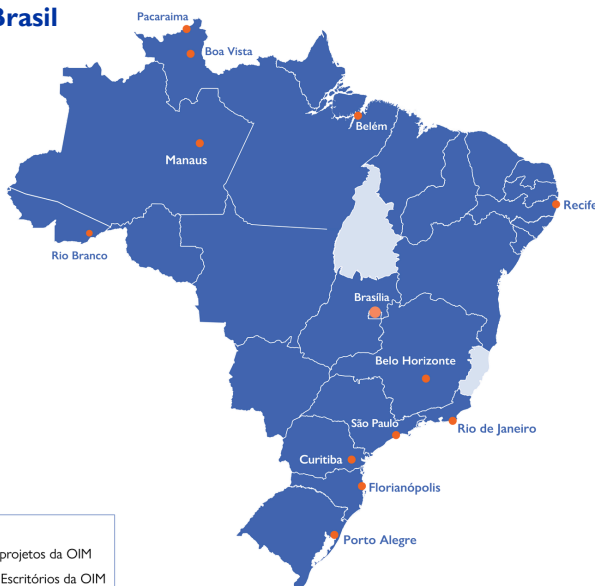 Brasil
Pacaraima
Boa Vista
Belém
Manaus
Recife
Rio Branco
Brasília
Belo Horizonte
São Paulo
Rio de Janeiro
Curitiba
Florianópolis
Porto Alegre
projetos da OIM
Escritórios da OIM